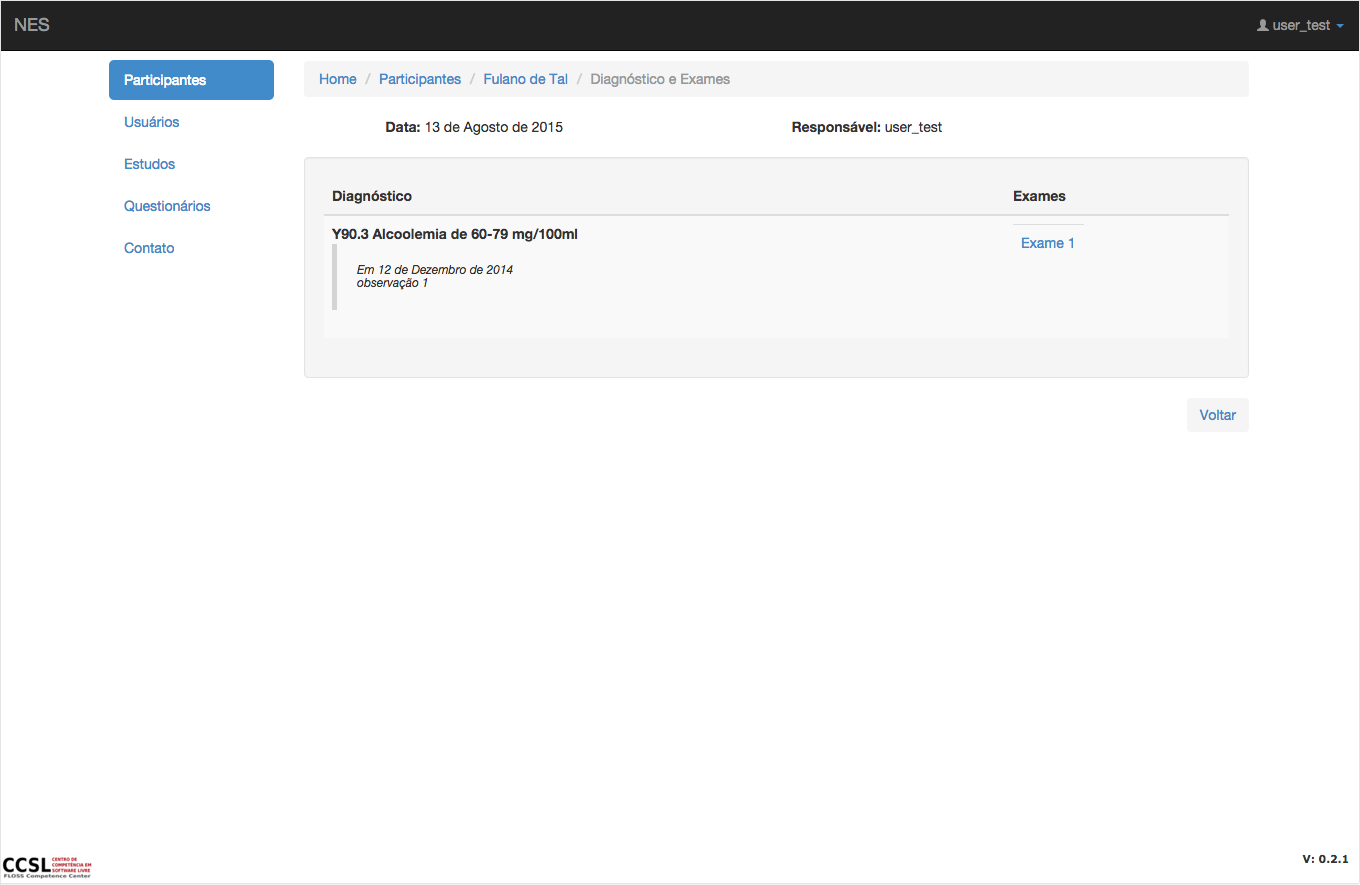 NES
user_test
Participantes
Usuários
Estudos
Questionários
Contato
Home / Participantes / Fulano de Tal / Diagnóstico e Exames
Data: 13 de Agosto de 2015 Responsável: user_test
Diagnóstico Exames
Y90.3 Alcoolemia de 60-79 mg/100ml
Exame 1
Em 12 de Dezembro de 2014
observação 1
Voltar
CCSL
CENTRO DE
COMPETÊNCIA EM
SOFTWARE LIVRE
FLOSS Competence Center
V: 0.2.1